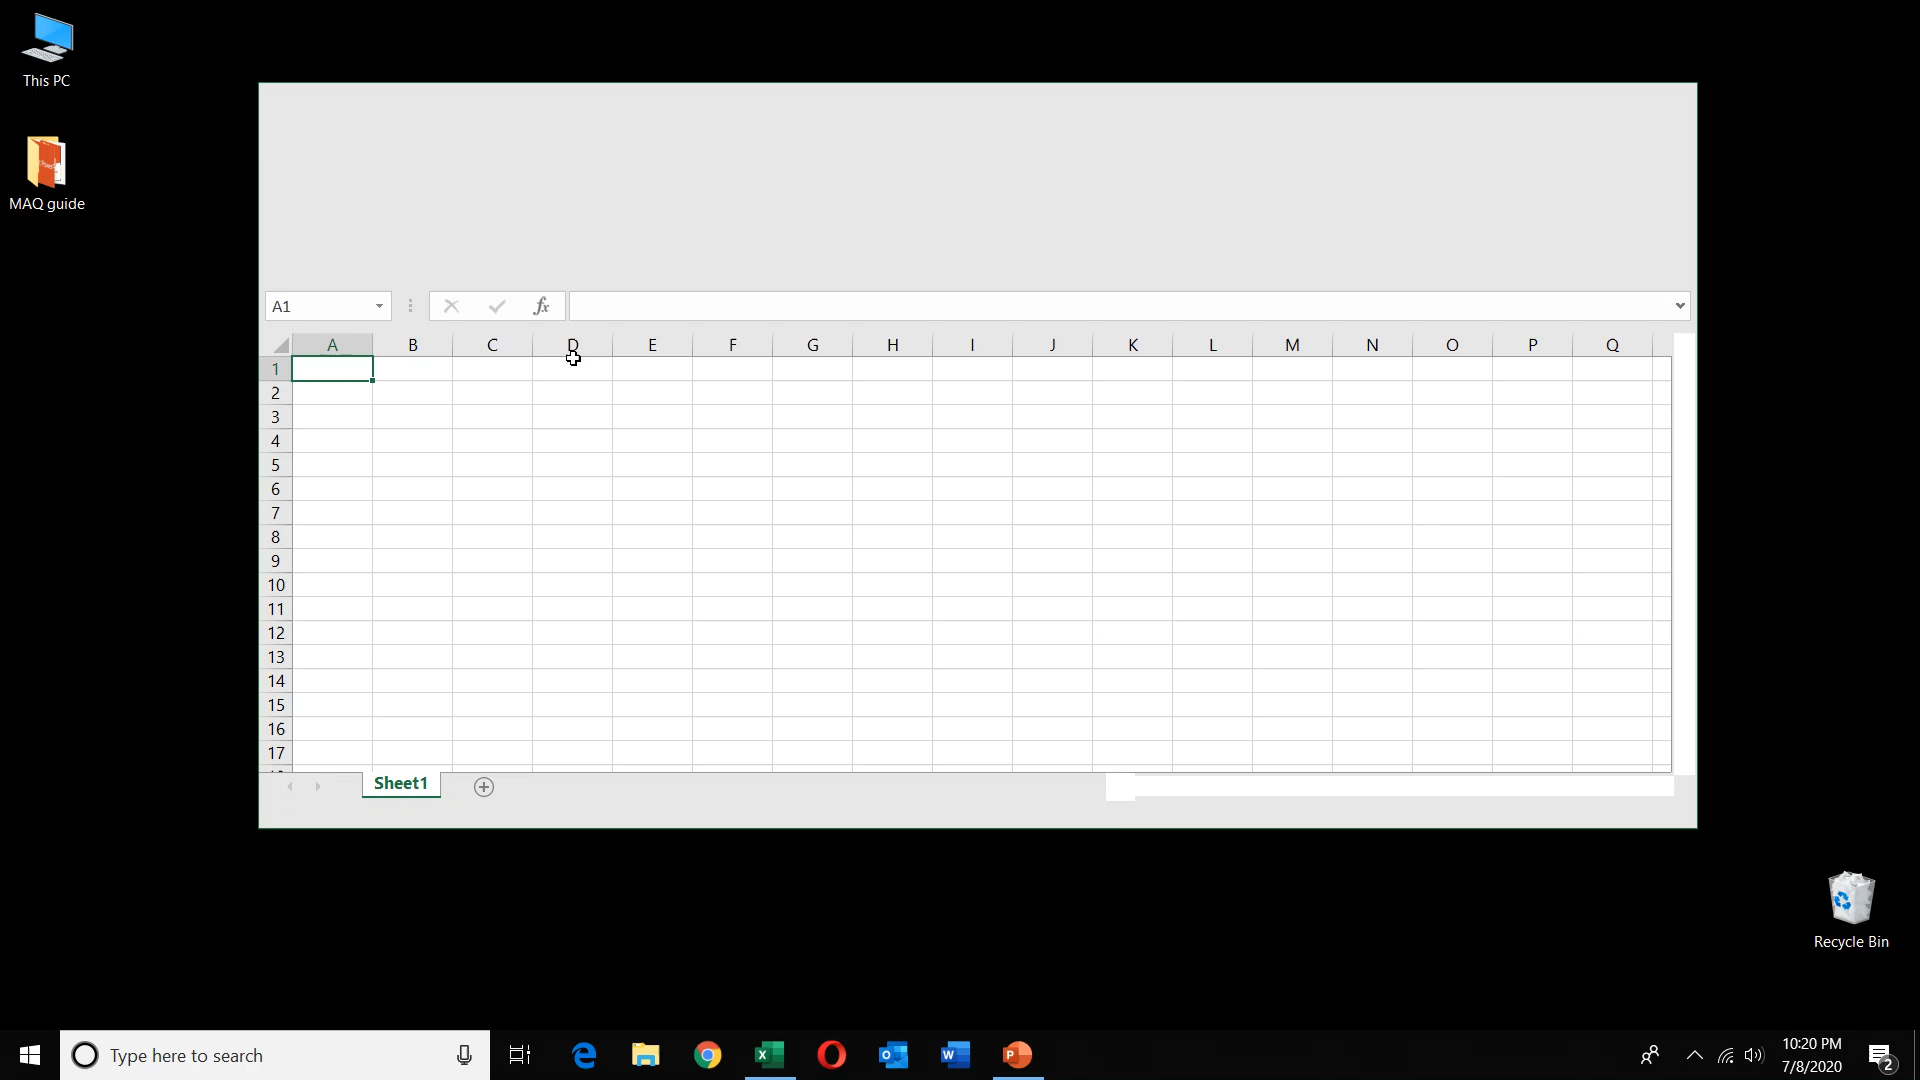 This PC
MAQ guide
A1
fx
A B C D E F G H I J K L M N O P Q
1
2
3
4
5
6
7
8
9
10
11
12
13
14
15
16
17
Sheet1
Recycle Bin
Type here to search
10:20 PM
7/8/2020
2